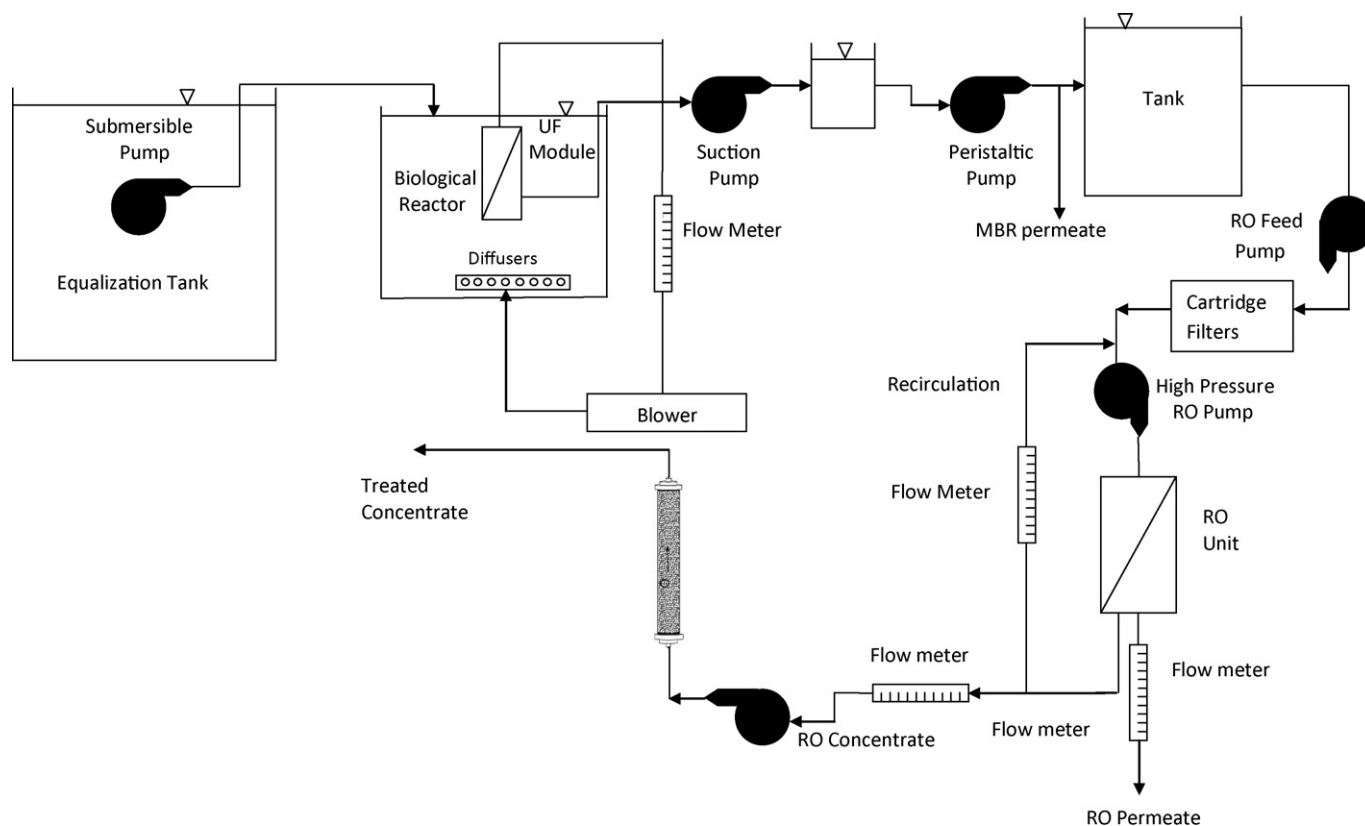 Submersible
Pump
Equalization Tank
Biological
Reactor
UF
Module
Diffusers
Blower
Flow Meter
Suction
Pump
Peristaltic
Pump
MBR permeate
Tank
RO Feed
Pump
Cartridge
Filters
Recirculation
High Pressure
RO Pump
Flow Meter
RO
Unit
Treated
Concentrate
Flow meter
Flow meter
RO Concentrate
Flow meter
RO Permeate